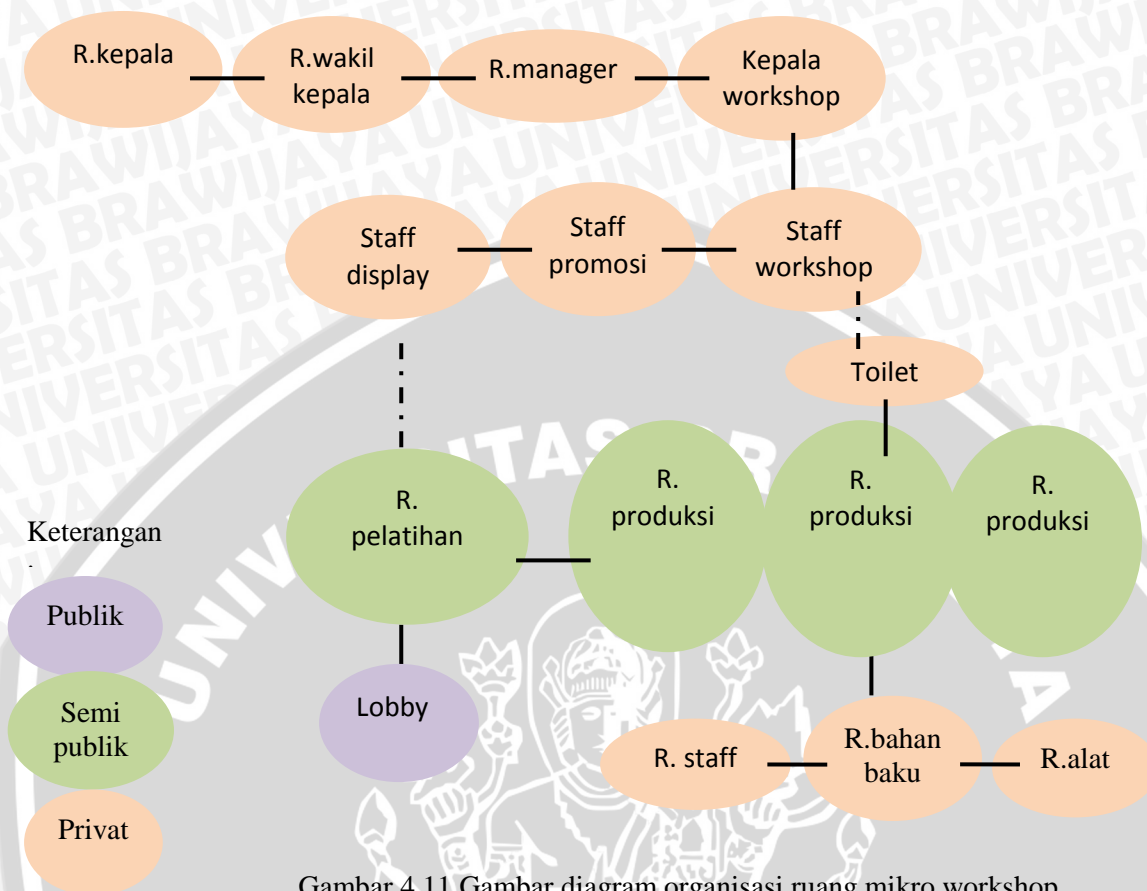 R.kepala
R.wakil
kepala
R.manager
Kepala
workshop
Staff
display
Staff
promosi
Staff
workshop
Toilet
R.
pelatihan
R.
produksi
R.
produksi
R.
produksi
Keterangan
:
Publik
Semi
publik
Privat
Lobby
R. staff
R.bahan
baku
R.alat
Gambar 4.11 Gambar diagram organisasi ruang mikro workshop